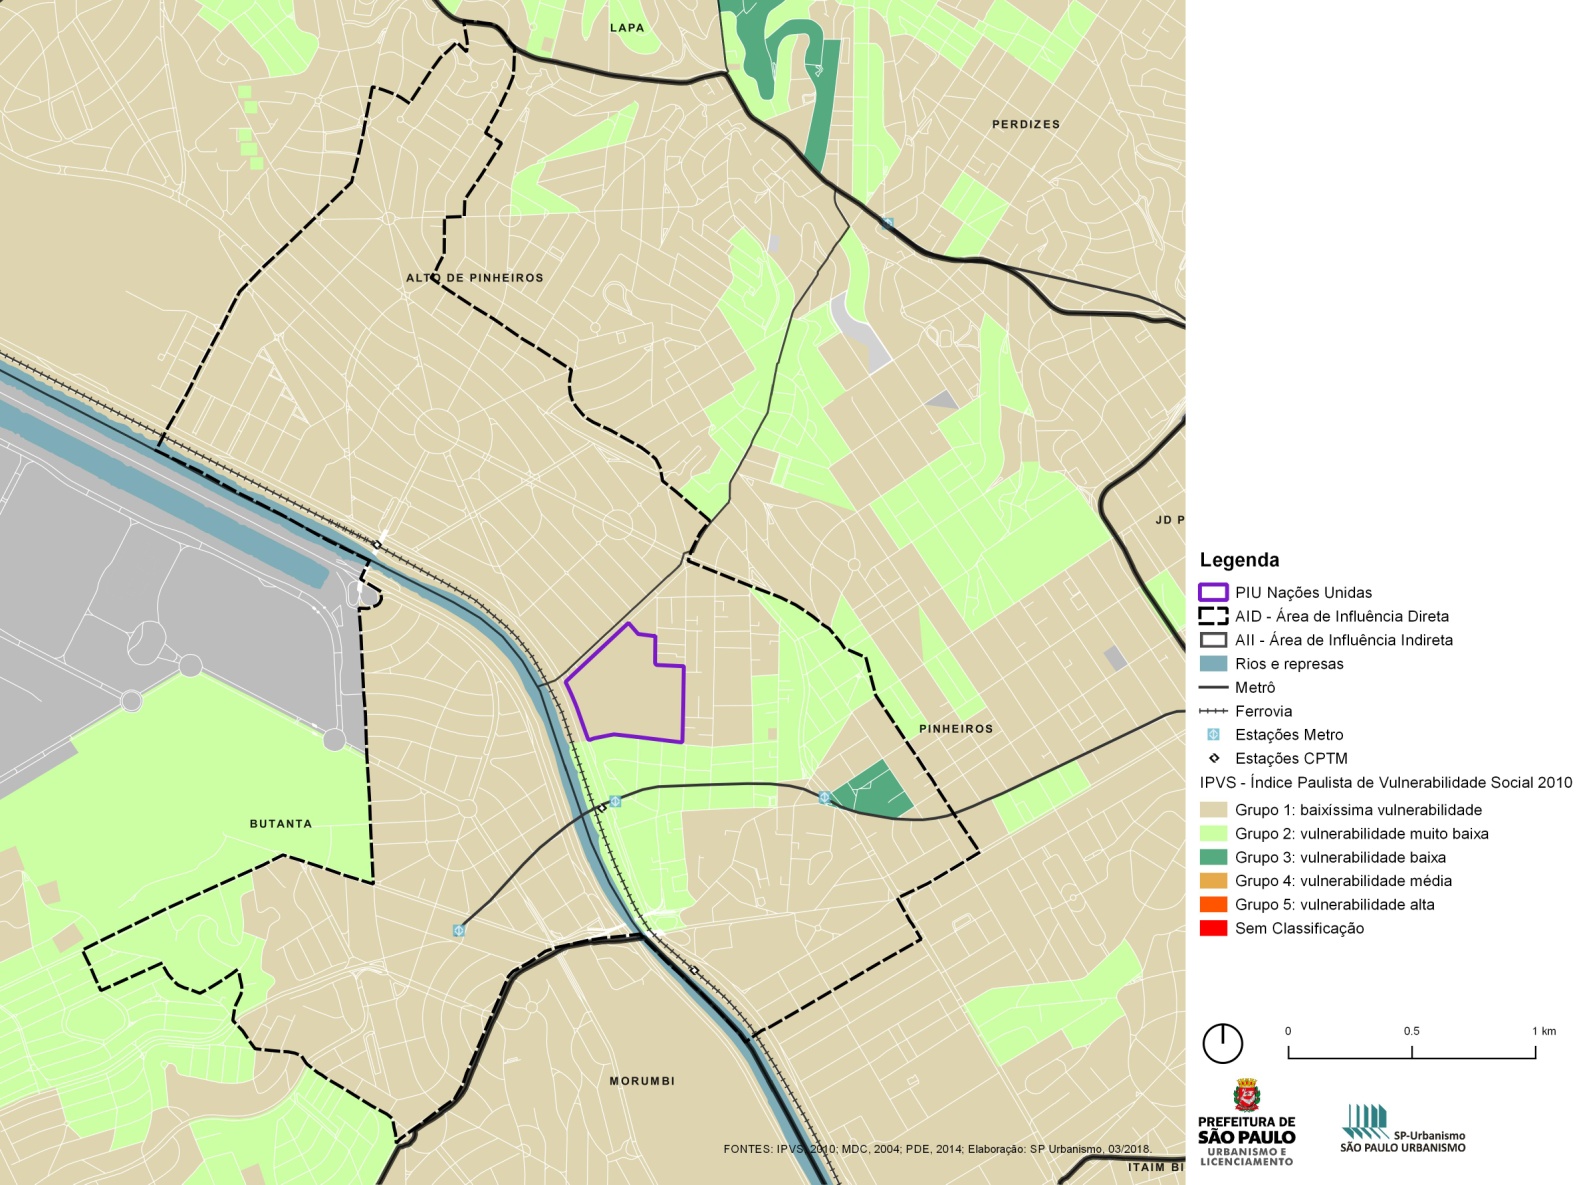 LAPA
PERDIZES
ALTO DE PINHEIROS
JD P
PINHEIROS
BUTANTA
MORUMBI
ITAIM BI
FONTES: IPVS, 2010; MDC, 2004; PDE, 2014; Elaboração: SP Urbanismo, 03/2018.
Legenda
PIU Nações Unidas
AID - Área de Influência Direta
AII - Área de Influência Indireta
Rios e represas
Metrô
Ferrovia
Estações Metro
Estações CPTM
IPVS - Índice Paulista de Vulnerabilidade Social 2010
Grupo 1: baixissima vulnerabilidade
Grupo 2: vulnerabilidade muito baixa
Grupo 3: vulnerabilidade baixa
Grupo 4: vulnerabilidade média
Grupo 5: vulnerabilidade alta
Sem Classificação
0 0.5 1 km
PREFEITURA DE
SÃO PAULO
URBANISMO E
LICENCIAMENTO
SP-Urbanismo
SÃO PAULO URBANISMO